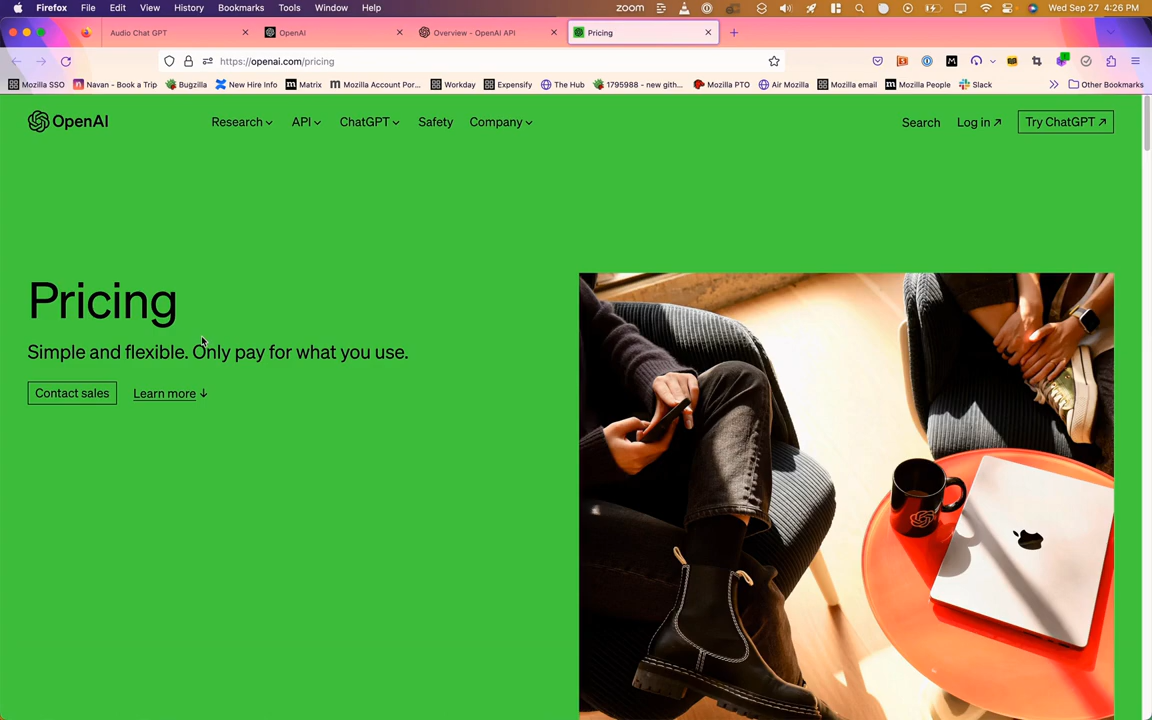 Firefox File Edit View History Bookmarks Tools Window Help zoom Wed Sep 27 4:26 PM
Audio Chat GPT OpenAI Overview - OpenAI API Pricing
https://openai.com/pricing
Mozilla SSO Navan - Book a Trip Bugzilla New Hire Info Matrix Mozilla Account Por... Workday Expensify The Hub 1795988 - new gith... Mozilla PTO Air Mozilla Mozilla email Mozilla People Slack Other Bookmarks
OpenAI Research API ChatGPT Safety Company Search Log in ↗ Try ChatGPT ↗
Pricing
Simple and flexible. Only pay for what you use.
Contact sales Learn more ↓